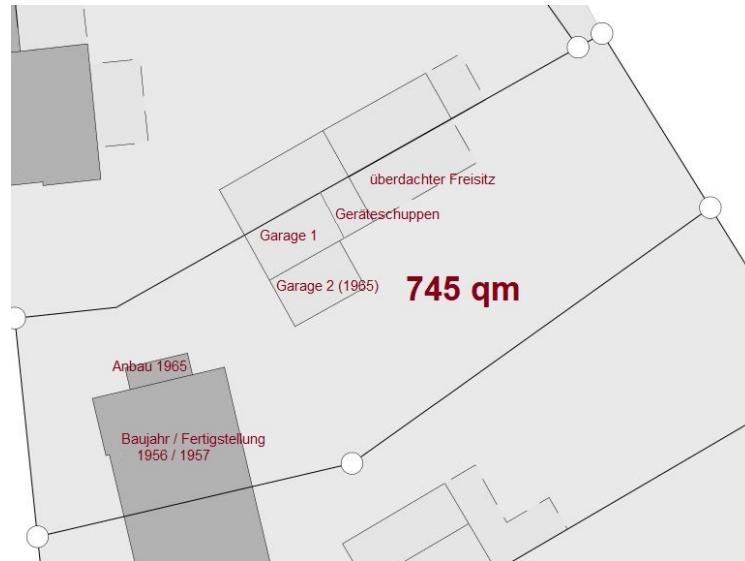 überdachter Freisitz
Geräteschuppen
Garage 1
Garage 2 (1965)
745 qm
Anbau 1965
Baujahr / Fertigstellung
1956 / 1957